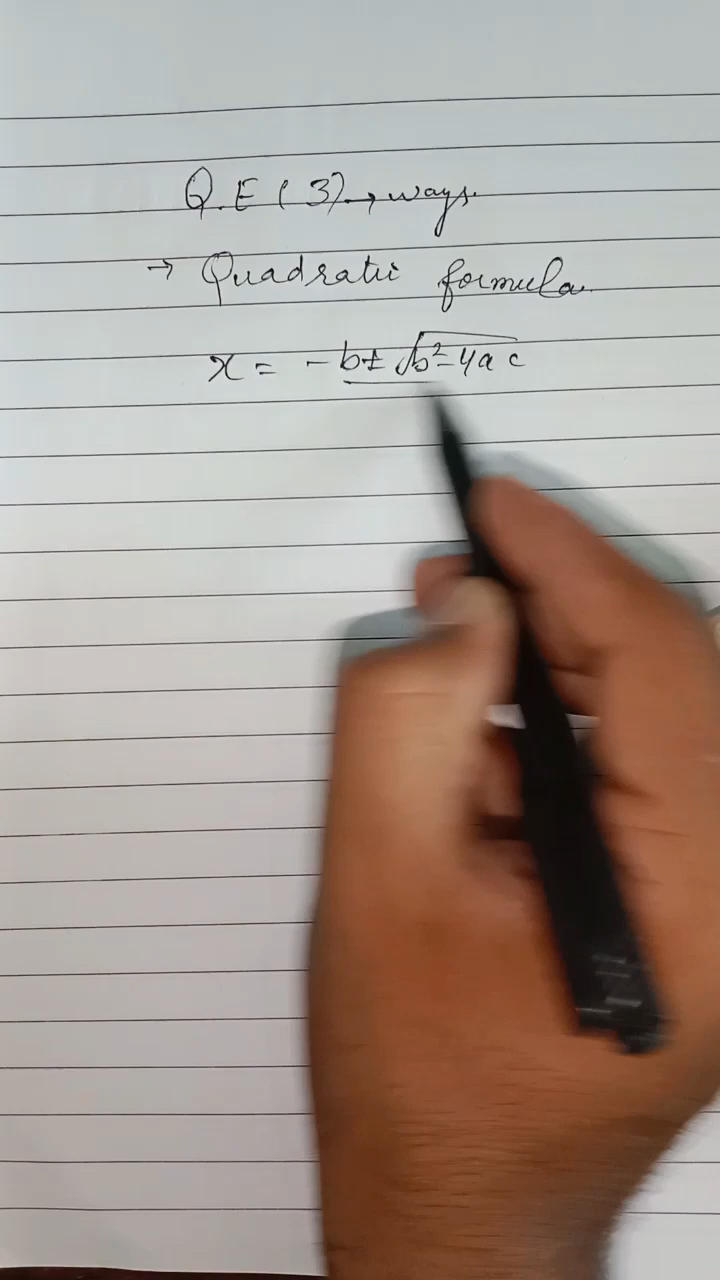 Q.E (3) → ways.
→ Quadratic formula.
x = -b± √b²-4ac